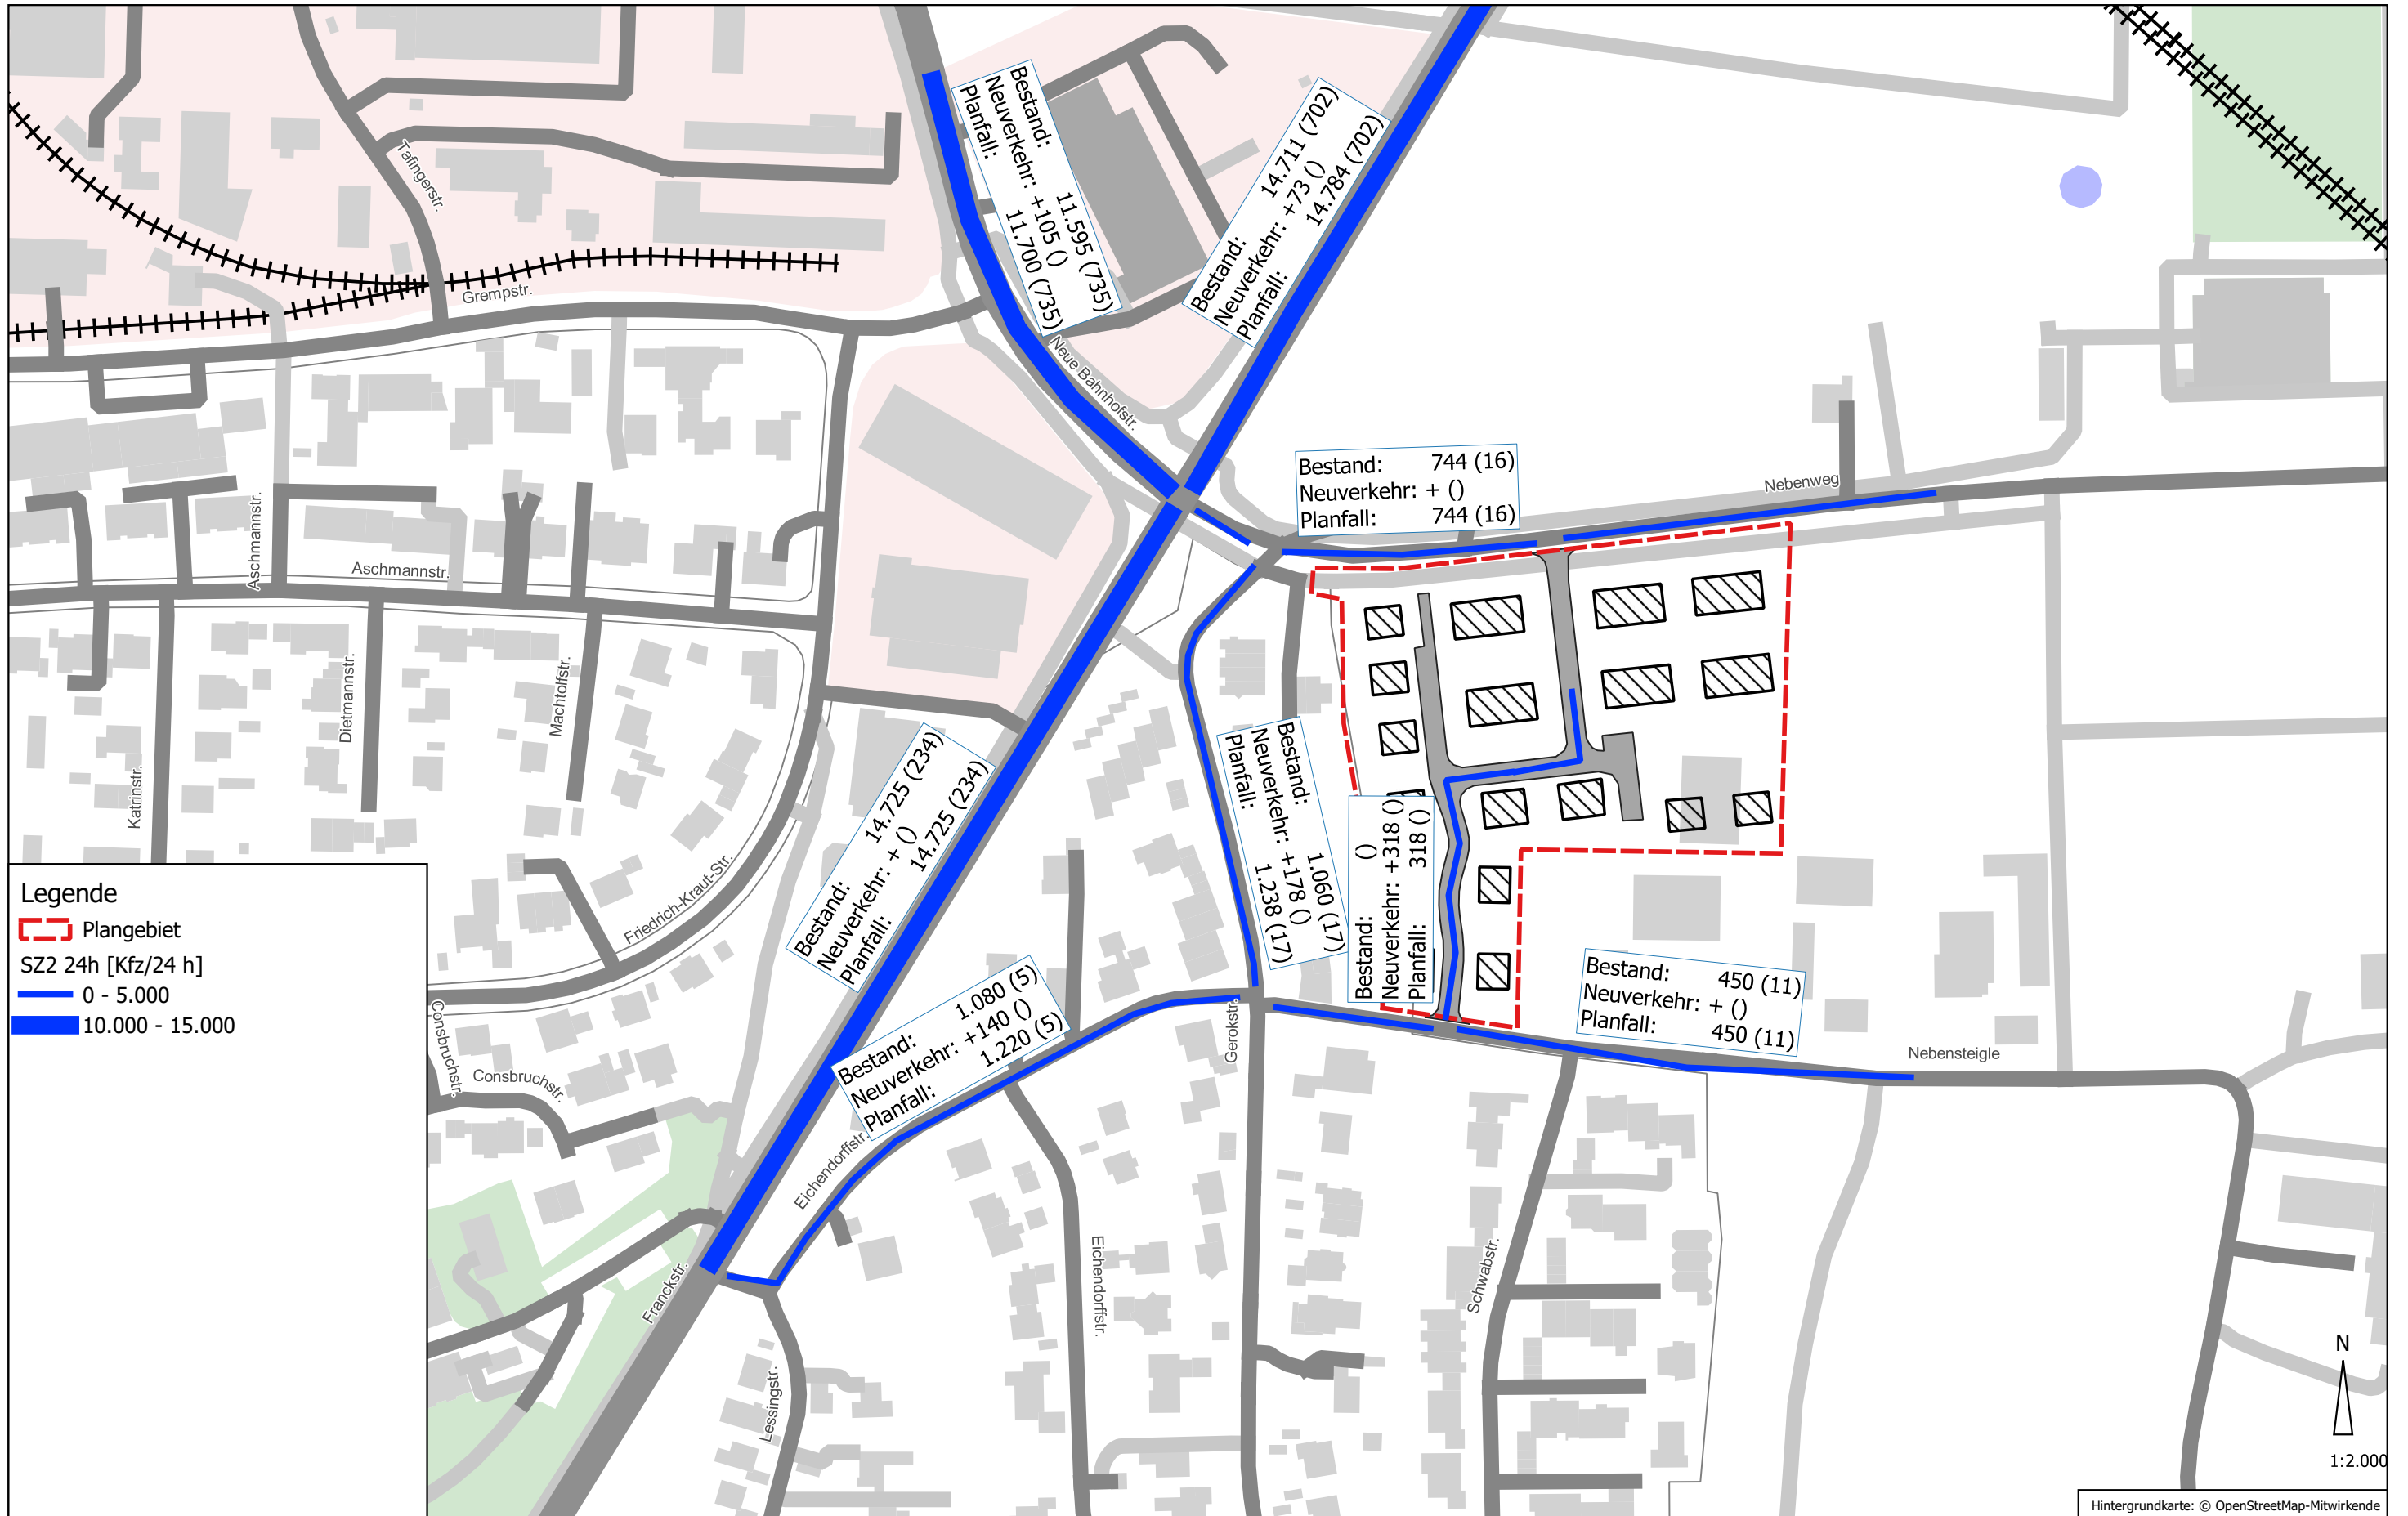 Bestand: 11.595 (735)
Neuverkehr: +105 ()
Planfall: 11.700 (735)
Bestand: 14.711 (702)
Neuverkehr: +73 ()
Planfall: 14.784 (702)
Tafingerstr.
Grempstr.
Neue Bahnhofstr.
Bestand: 744 (16)
Neuverkehr: + ()
Planfall: 744 (16)
Nebenweg
Aschmannstr.
Aschmannstr.
Dietmannstr.
Machtolfstr.
Katrinstr.
Friedrich-Kraut-Str.
Bestand: 14.725 (234)
Neuverkehr: + ()
Planfall: 14.725 (234)
Bestand: 1.060 (17)
Neuverkehr: +178 ()
Planfall: 1.238 (17)
Bestand: ()
Neuverkehr: +318 ()
Planfall: 318 ()
Bestand: 450 (11)
Neuverkehr: + ()
Planfall: 450 (11)
Bestand: 1.080 (5)
Neuverkehr: +140 ()
Planfall: 1.220 (5)
Legende
Plangebiet
SZ2 24h [Kfz/24 h]
0 - 5.000
10.000 - 15.000
Consbruchstr.
Consbruchstr.
Gerokstr.
Nebensteigle
Eichendorffstr.
Eichendorffstr.
Schwabstr.
Franckstr.
Lessingstr.
N
1:2.000
Hintergrundkarte: © OpenStreetMap-Mitwirkende